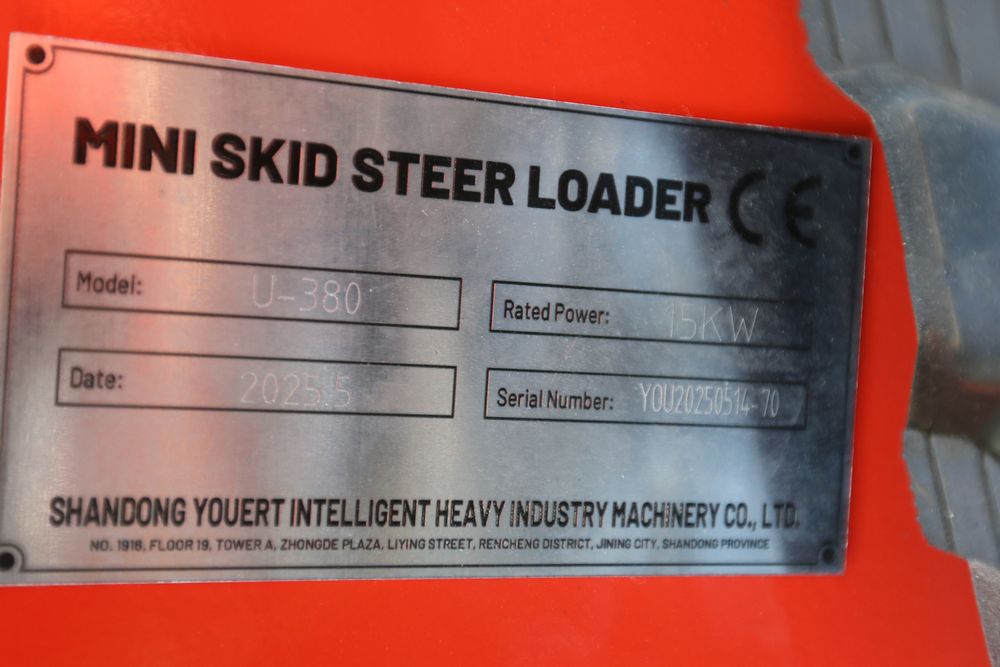 MINI SKID STEER LOADER CE
Model: U-380
Rated Power: 15KW
Date: 2025.5
Serial Number: YOU20250514-70
SHANDONG YOUERT INTELLIGENT HEAVY INDUSTRY MACHINERY CO., LTD.
NO. 1916, FLOOR 19, TOWER A, ZHONGDE PLAZA, LIYING STREET, RENCHENG DISTRICT, JINING CITY, SHANDONG PROVINCE